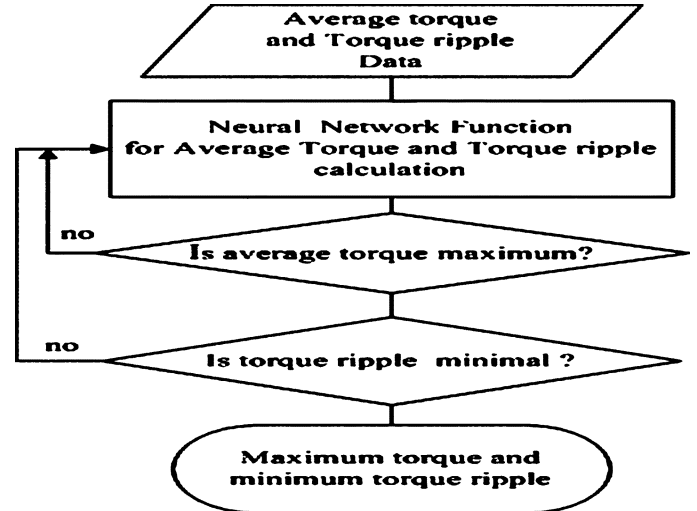 Average torque
and Torque ripple
Data
Neural Network Function
for Average Torque and Torque ripple
calculation
no
Is average torque maximum?
no
Is torque ripple minimal ?
Maximum torque and
minimum torque ripple